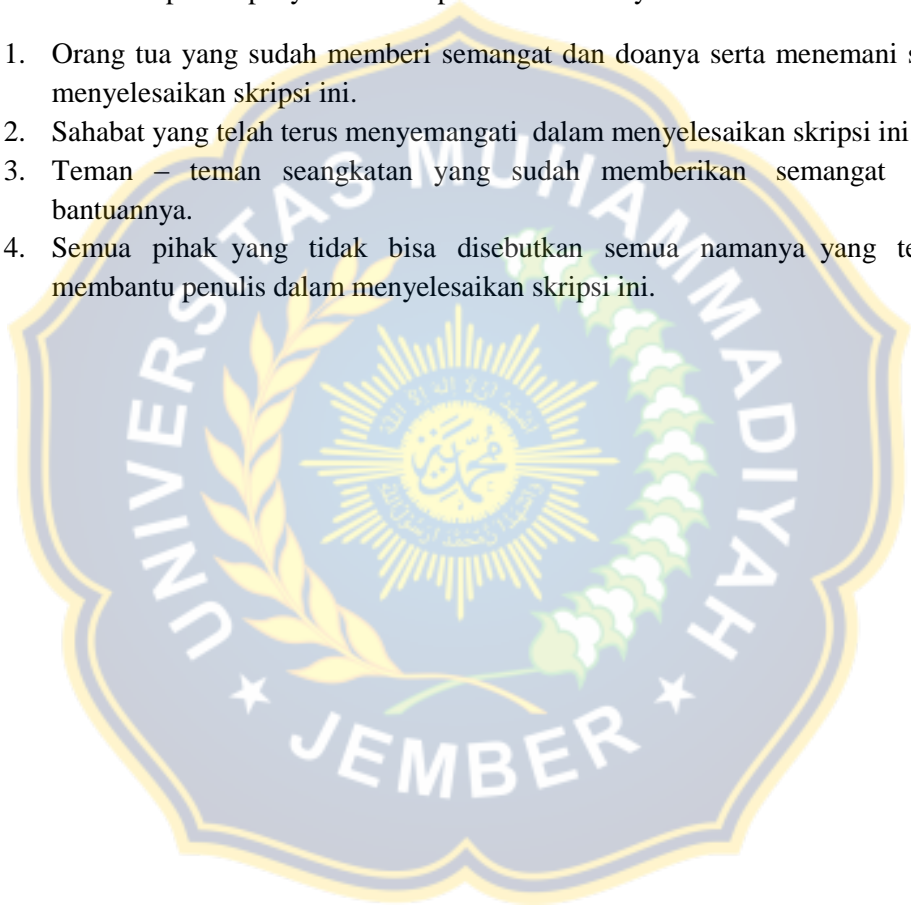 1. Orang tua yang sudah memberi semangat dan doanya serta menemani
menyelesaikan skripsi ini.
2. Sahabat yang telah terus menyemangati dalam menyelesaikan skripsi ini
3. Teman – teman seangkatan yang sudah memberikan semangat
bantuannya.
4. Semua pihak yang tidak bisa disebutkan semua namanya yang
membantu penulis dalam menyelesaikan skripsi ini.
UNIVERSITAS MUHAMMADIYAH
JEMBER